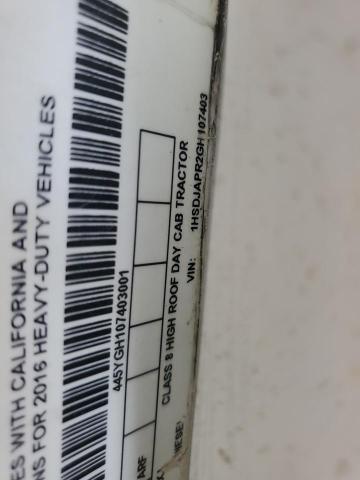 ES WITH CALIFORNIA AND
NS FOR 2016 HEAVY-DUTY VEHICLES
445YGH107403001
ARF
CLASS 8 HIGH ROOF DAY CAB TRACTOR
VIN: 1HSDJAPR2GH107403